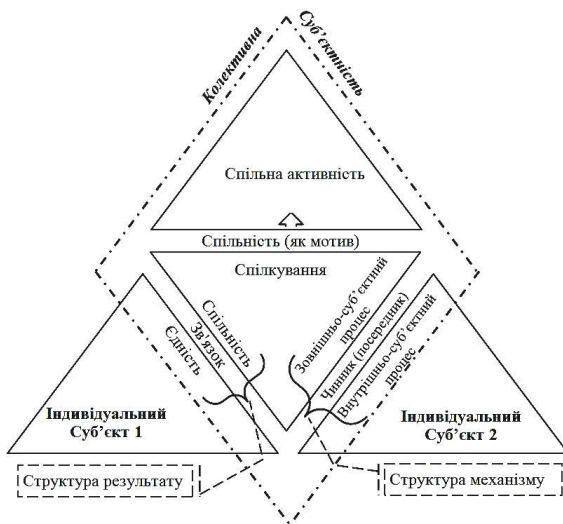 Колективна
Суб’єктність
Спільна активність
Спільність (як мотив)
Спілкування
Спільність
Зв'язок
Єдність
Зовнішньо-суб’єктний
процес
Чинник (посередник)
Внутрішньо-суб’єктний
процес
Індивідуальний
Суб’єкт 1
Індивідуальний
Суб’єкт 2
Структура результату
Структура механізму